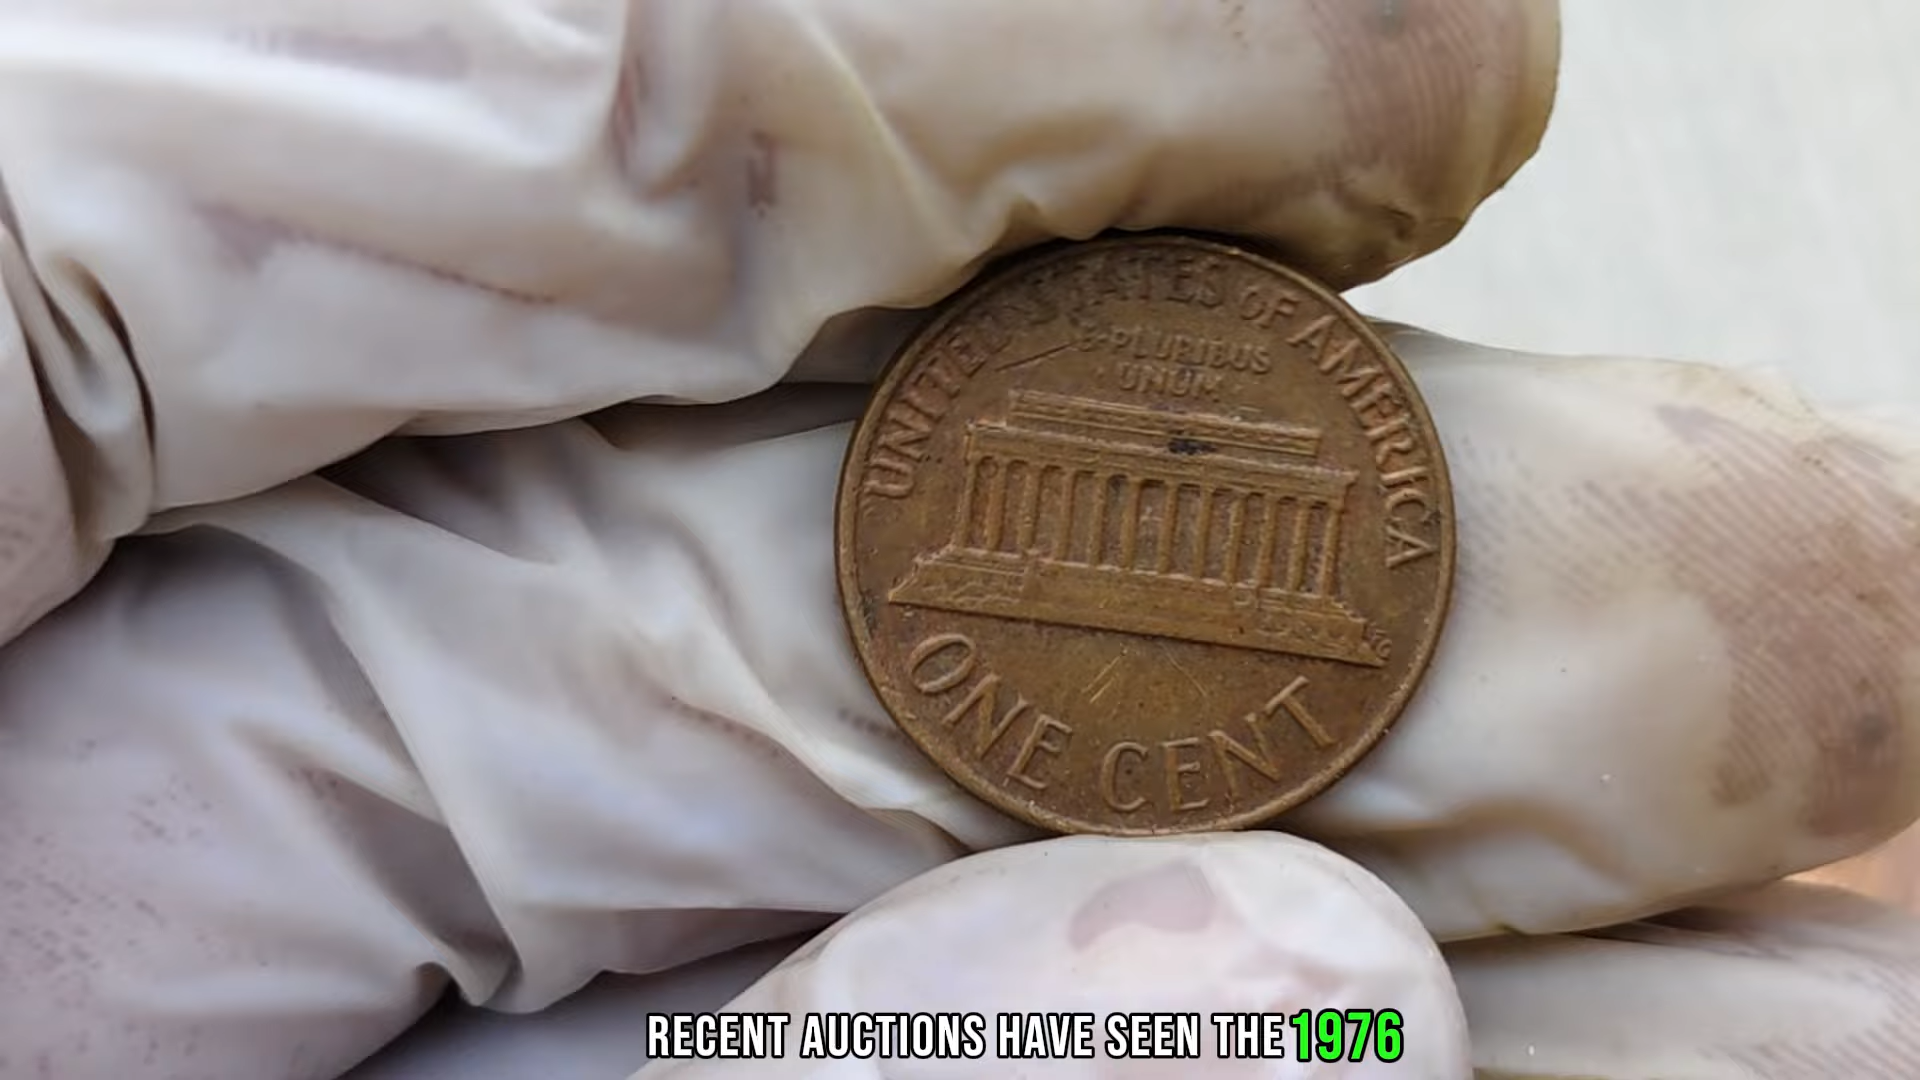 UNITED STATES OF AMERICA
E·PLURIBUS
UNUM
ONE CENT
RECENT AUCTIONS HAVE SEEN THE 1976